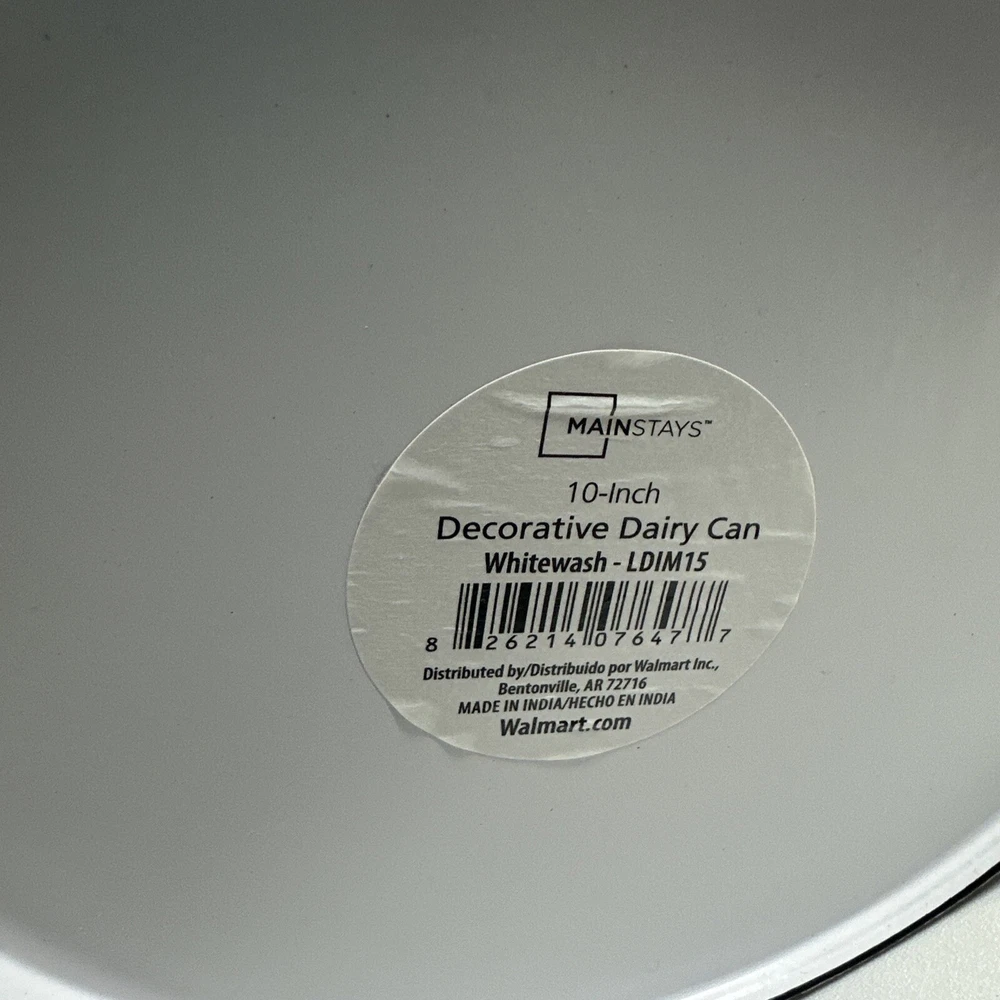 MAINSTAYS™
10-Inch
Decorative Dairy Can
Whitewash - LDIM15
8 26214 07647 7
Distributed by/Distribuido por Walmart Inc.,
Bentonville, AR 72716
MADE IN INDIA/HECHO EN INDIA
Walmart.com